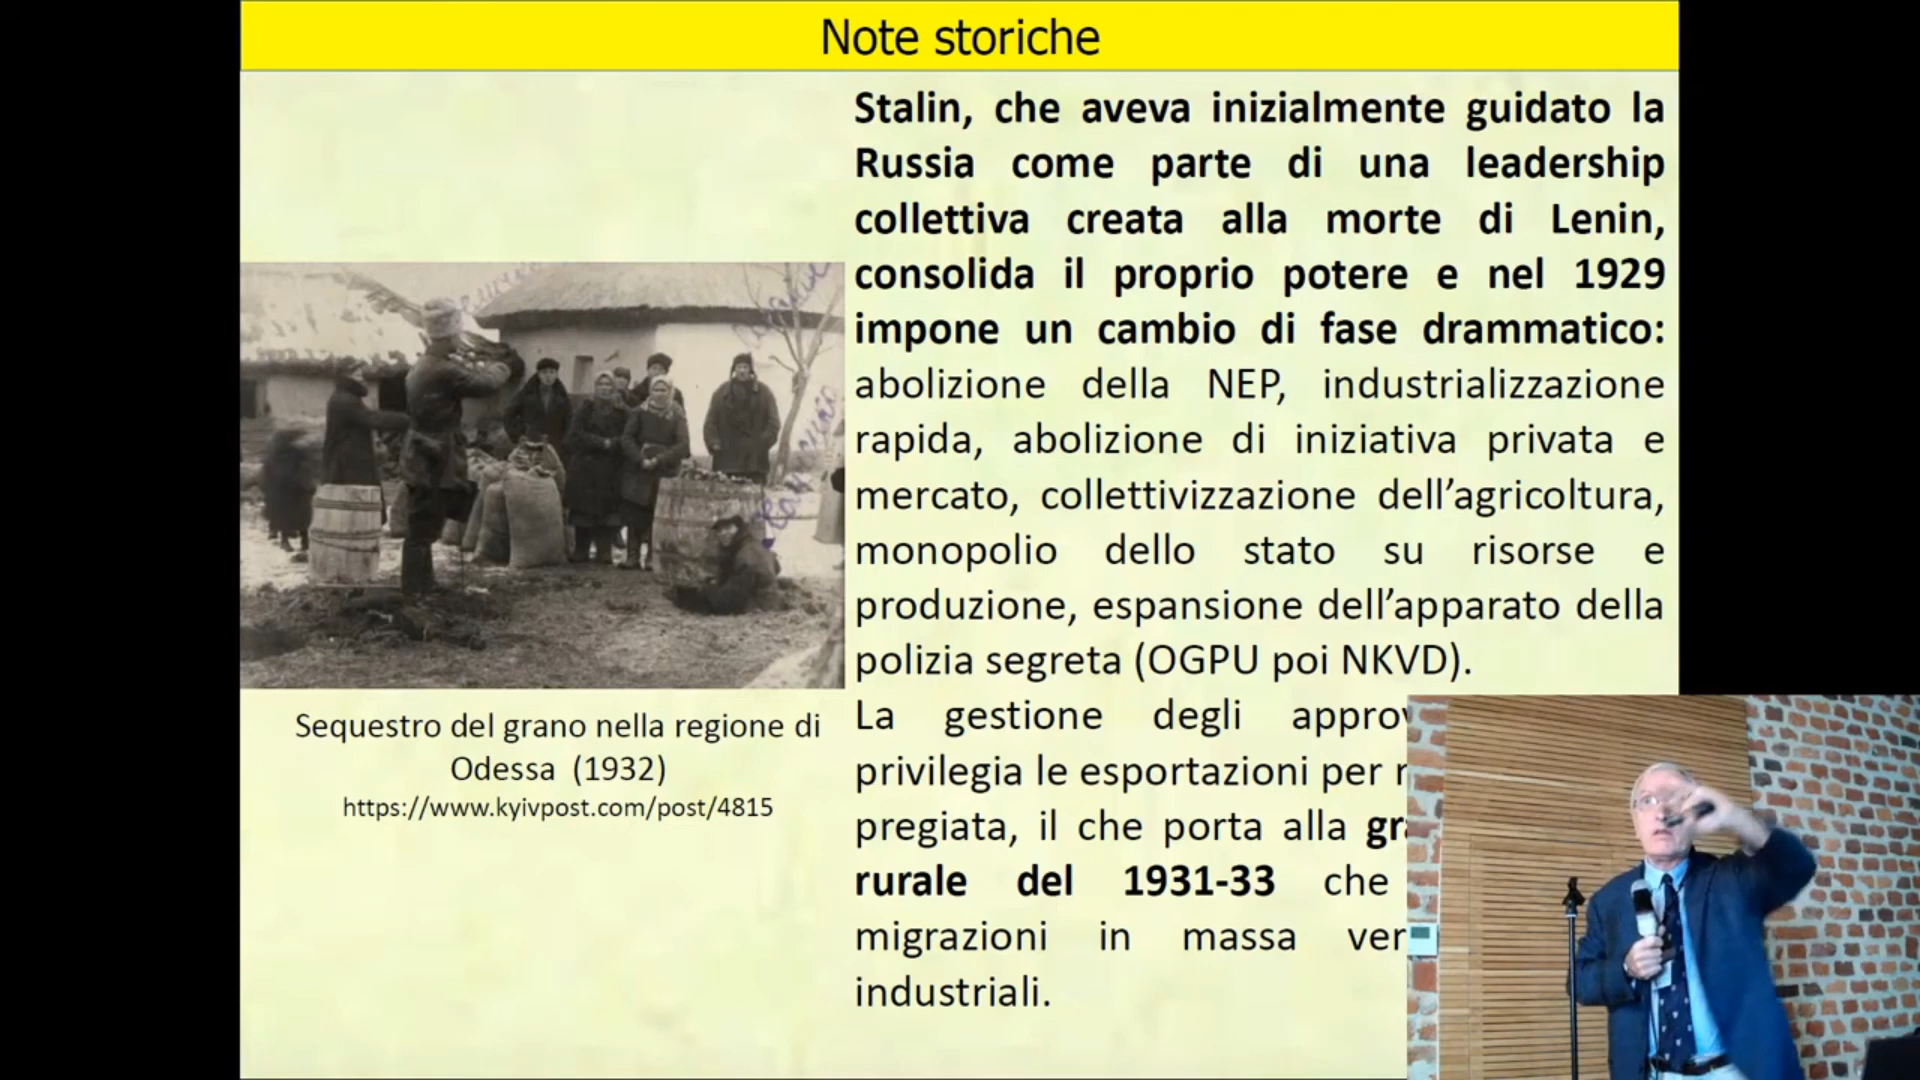 Note storiche
Stalin, che aveva inizialmente guidato la
Russia come parte di una leadership
collettiva creata alla morte di Lenin,
consolida il proprio potere e nel 1929
impone un cambio di fase drammatico:
abolizione della NEP, industrializzazione
rapida, abolizione di iniziativa privata e
mercato, collettivizzazione dell’agricoltura,
monopolio dello stato su risorse e
produzione, espansione dell’apparato della
polizia segreta (OGPU poi NKVD).
La gestione degli
privilegia le esportazioni per
pregiata, il che porta alla
rurale del 1931-33 che
migrazioni in massa
industriali.
Sequestro del grano nella regione di
Odessa (1932)
https://www.kyivpost.com/post/4815